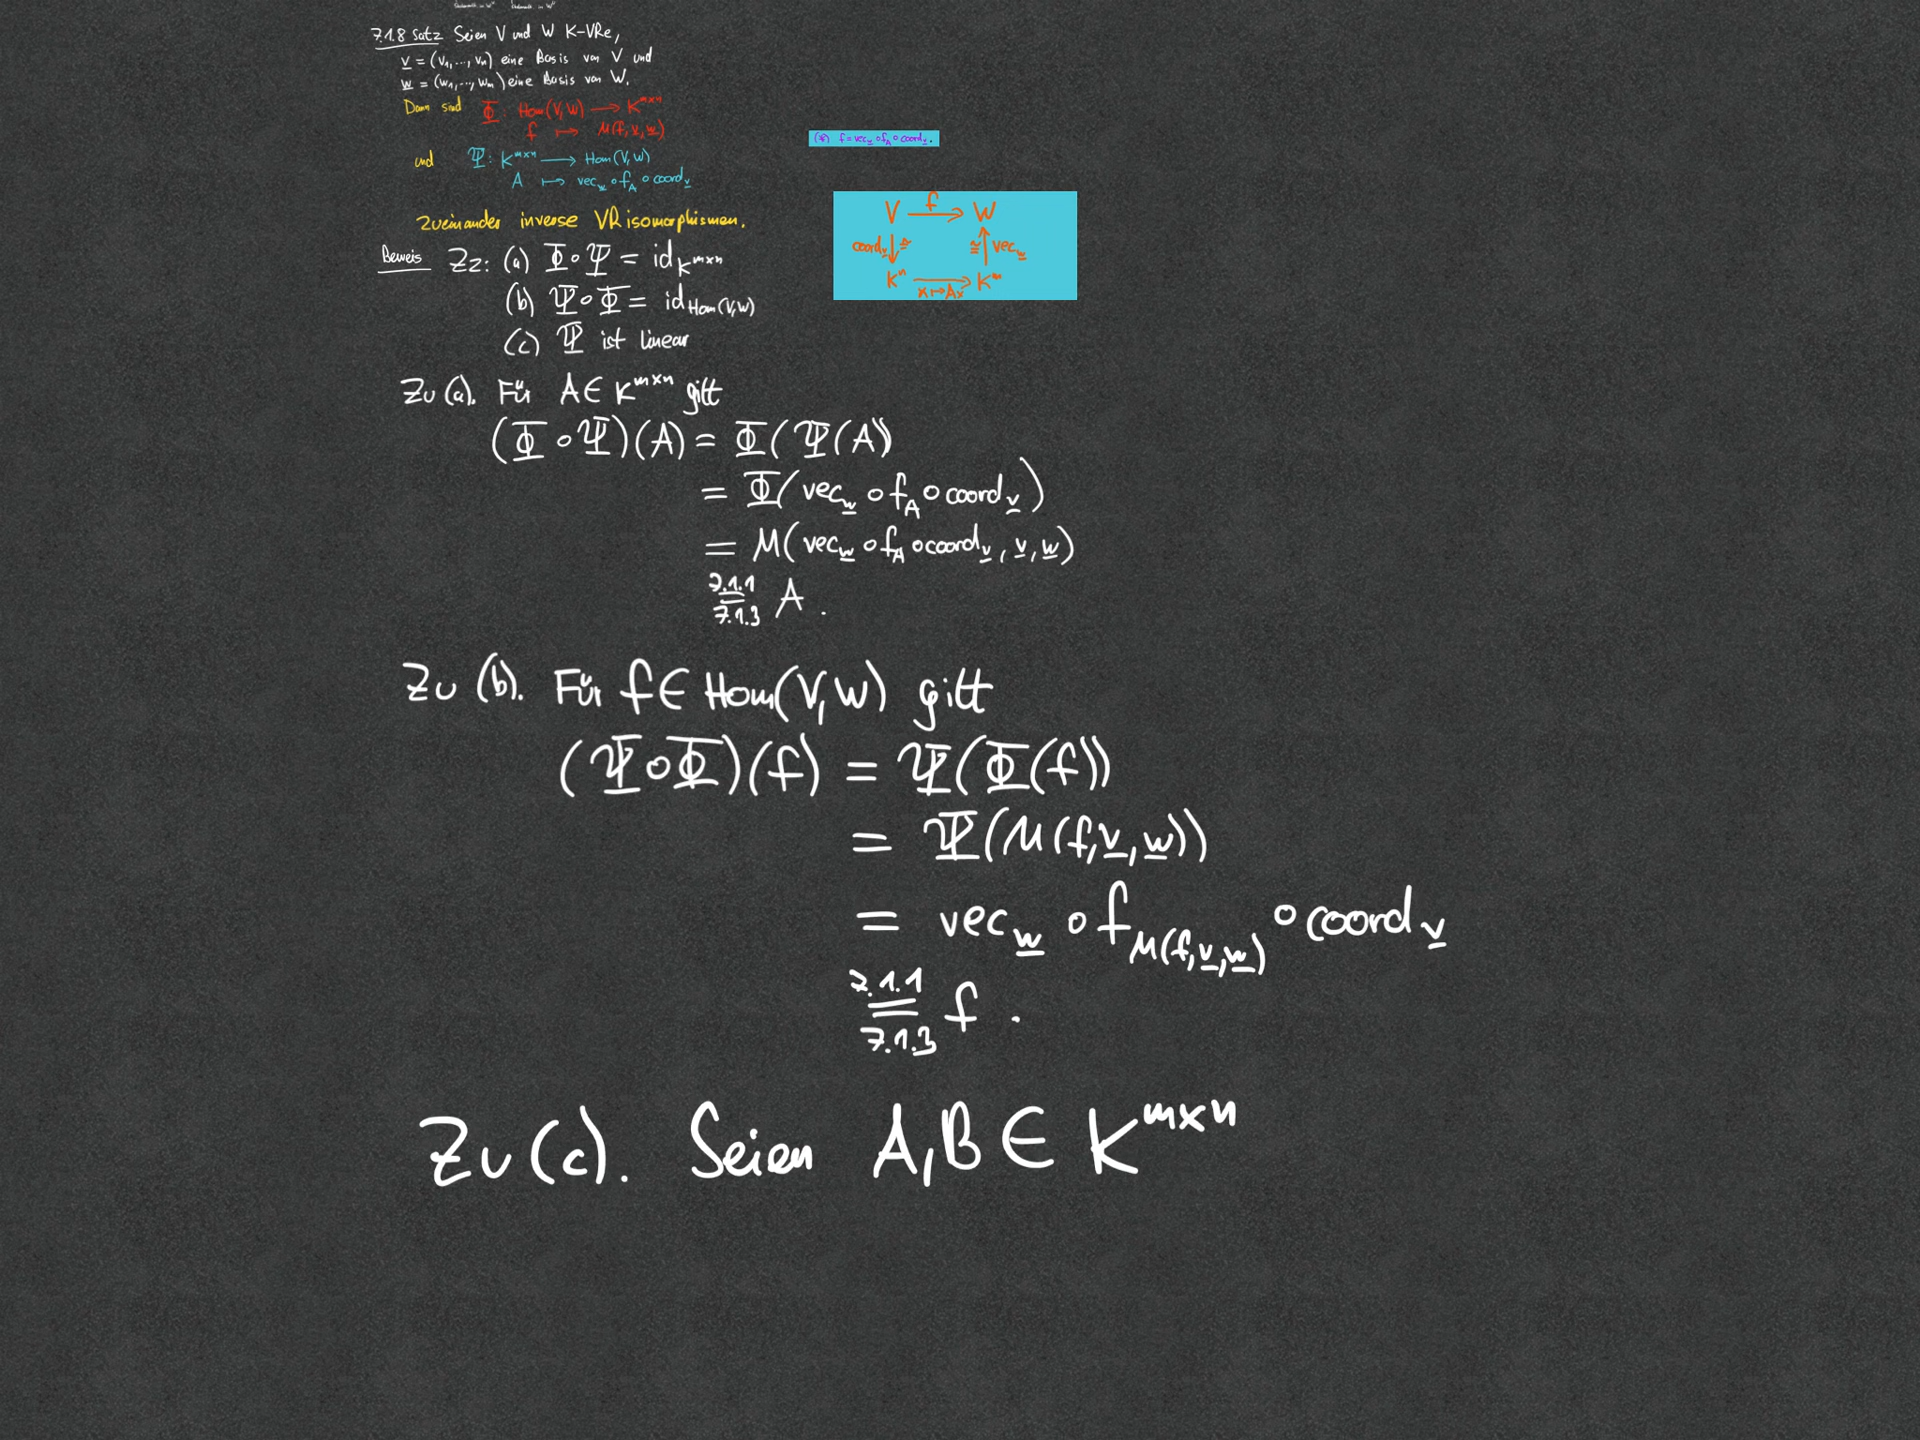 7.1.8 Satz Seien V und W K-VRe,
v = (v₁,..., vₙ) eine Basis von V und
w = (w₁,..., wₘ) eine Basis von W.
Dann sind Φ: Hom(V,W) → K^{m×n}
f ↦ M(f,v,w)
und Ψ: K^{m×n} → Hom(V,W)
A ↦ vec_w ∘ f_A ∘ coord_v
zueinander inverse VRisomorphismen.
(*) f = vec_w ∘ f_A ∘ coord_v.
V f→ W
coord_v ↓ ≅ ≅ ↑ vec_w
Kⁿ → Kᵐ
x ↦ Ax
Beweis Zz: (a) Φ∘Ψ = id_{K^{m×n}}
(b) Ψ∘Φ = id_{Hom(V,W)}
(c) Ψ ist linear
Zu (a). Für A ∈ K^{m×n} gilt
(Φ∘Ψ)(A) = Φ(Ψ(A))
= Φ(vec_w ∘ f_A ∘ coord_v)
= M(vec_w ∘ f_A ∘ coord_v, v, w)
7.1.1
= A.
7.1.3
Zu (b). Für f ∈ Hom(V,W) gilt
(Ψ∘Φ)(f) = Ψ(Φ(f))
= Ψ(M(f,v,w))
= vec_w ∘ f_{M(f,v,w)} ∘ coord_v
7.1.1
= f.
7.1.3
Zu (c). Seien A,B ∈ K^{m×n}